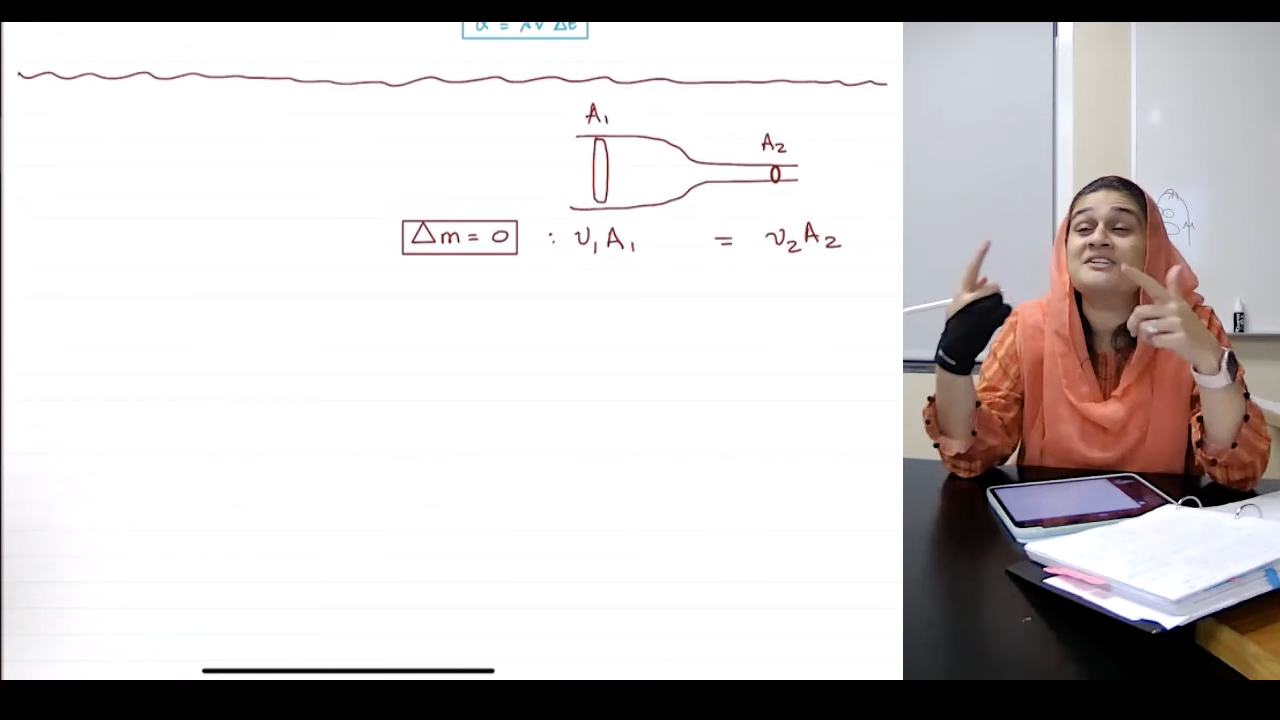 A₁
A₂
Δm = 0 : v₁A₁ = v₂A₂